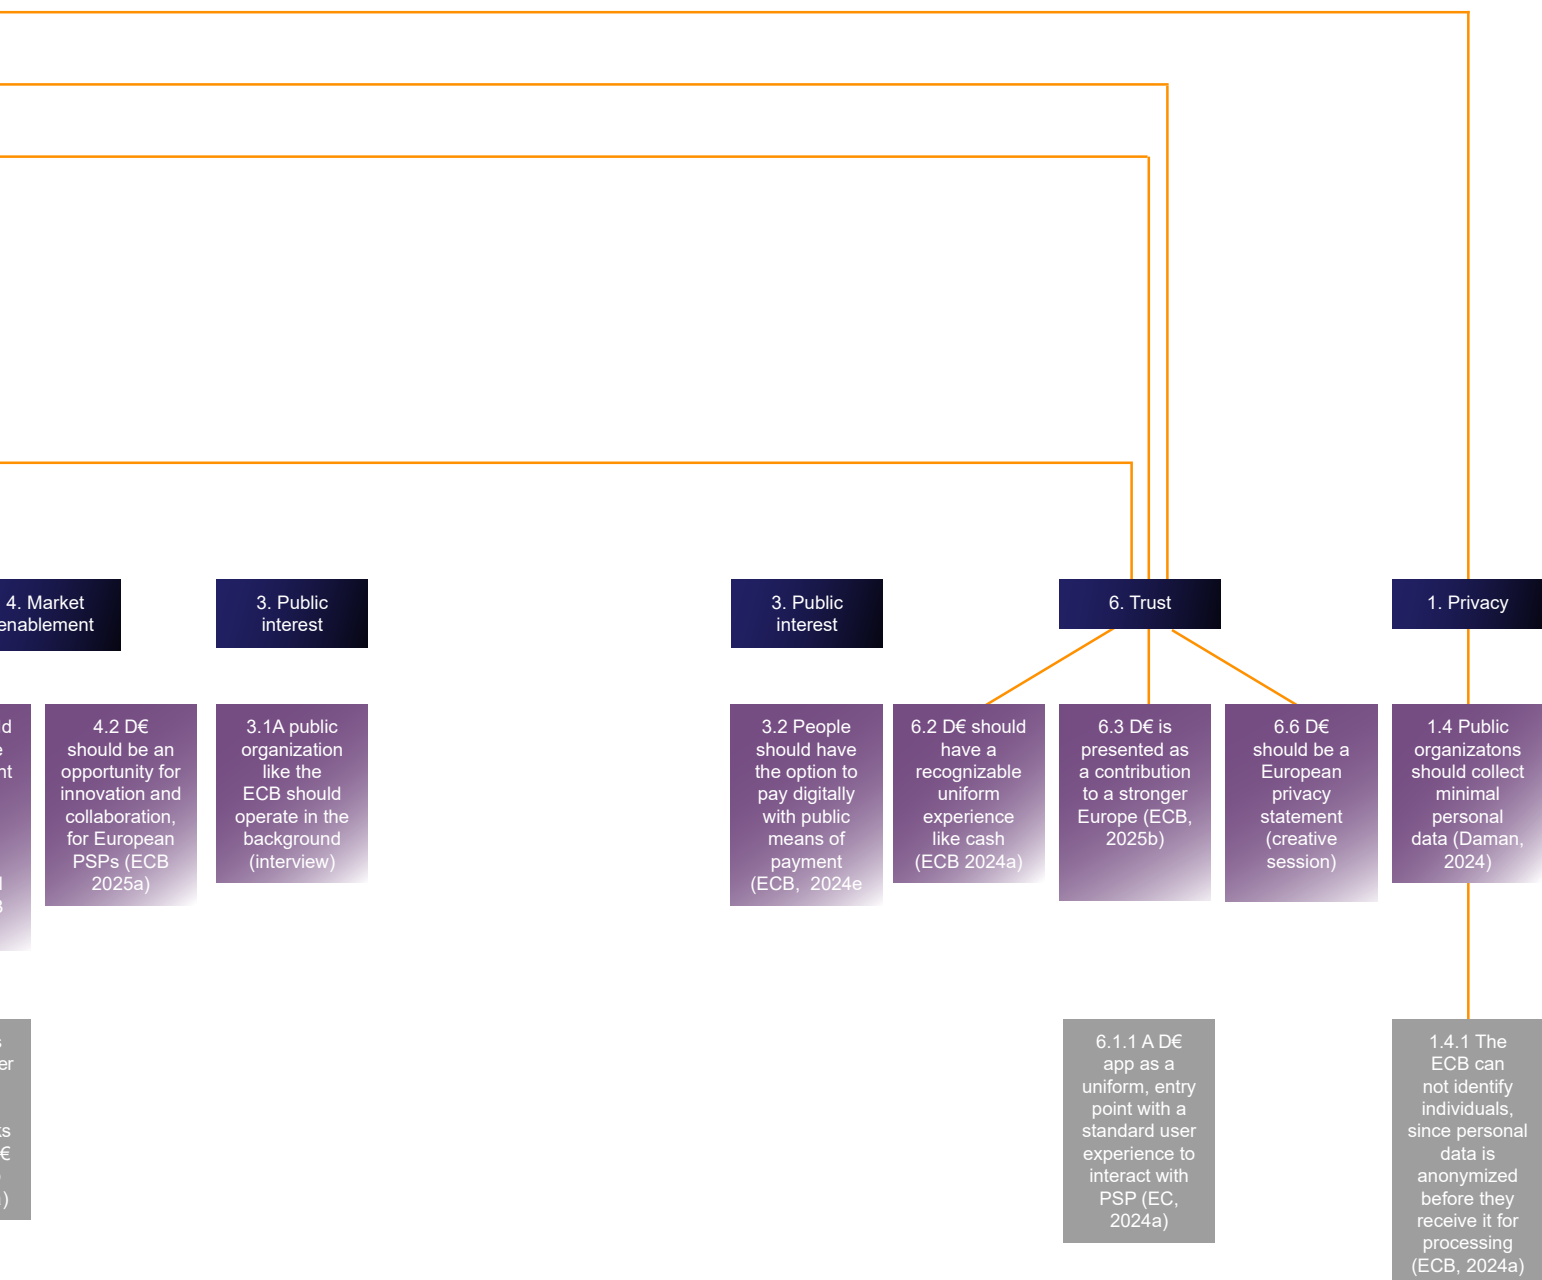 4. Market
enablement
3. Public
interest
3. Public
interest
6. Trust
1. Privacy
4.2 D€
should be an
opportunity for
innovation and
collaboration,
for European
PSPs (ECB
2025a)
3.1A public
organization
like the
ECB should
operate in the
background
(interview)
3.2 People
should have
the option to
pay digitally
with public
means of
payment
(ECB, 2024e
6.2 D€ should
have a
recognizable
uniform
experience
like cash
(ECB 2024a)
6.3 D€ is
presented as
a contribution
to a stronger
Europe (ECB,
2025b)
6.6 D€
should be a
European
privacy
statement
(creative
session)
1.4 Public
organizatons
should collect
minimal
personal
data (Daman,
2024)
6.1.1 A D€
app as a
uniform, entry
point with a
standard user
experience to
interact with
PSP (EC,
2024a)
1.4.1 The
ECB can
not identify
individuals,
since personal
data is
anonymized
before they
receive it for
processing
(ECB, 2024a)